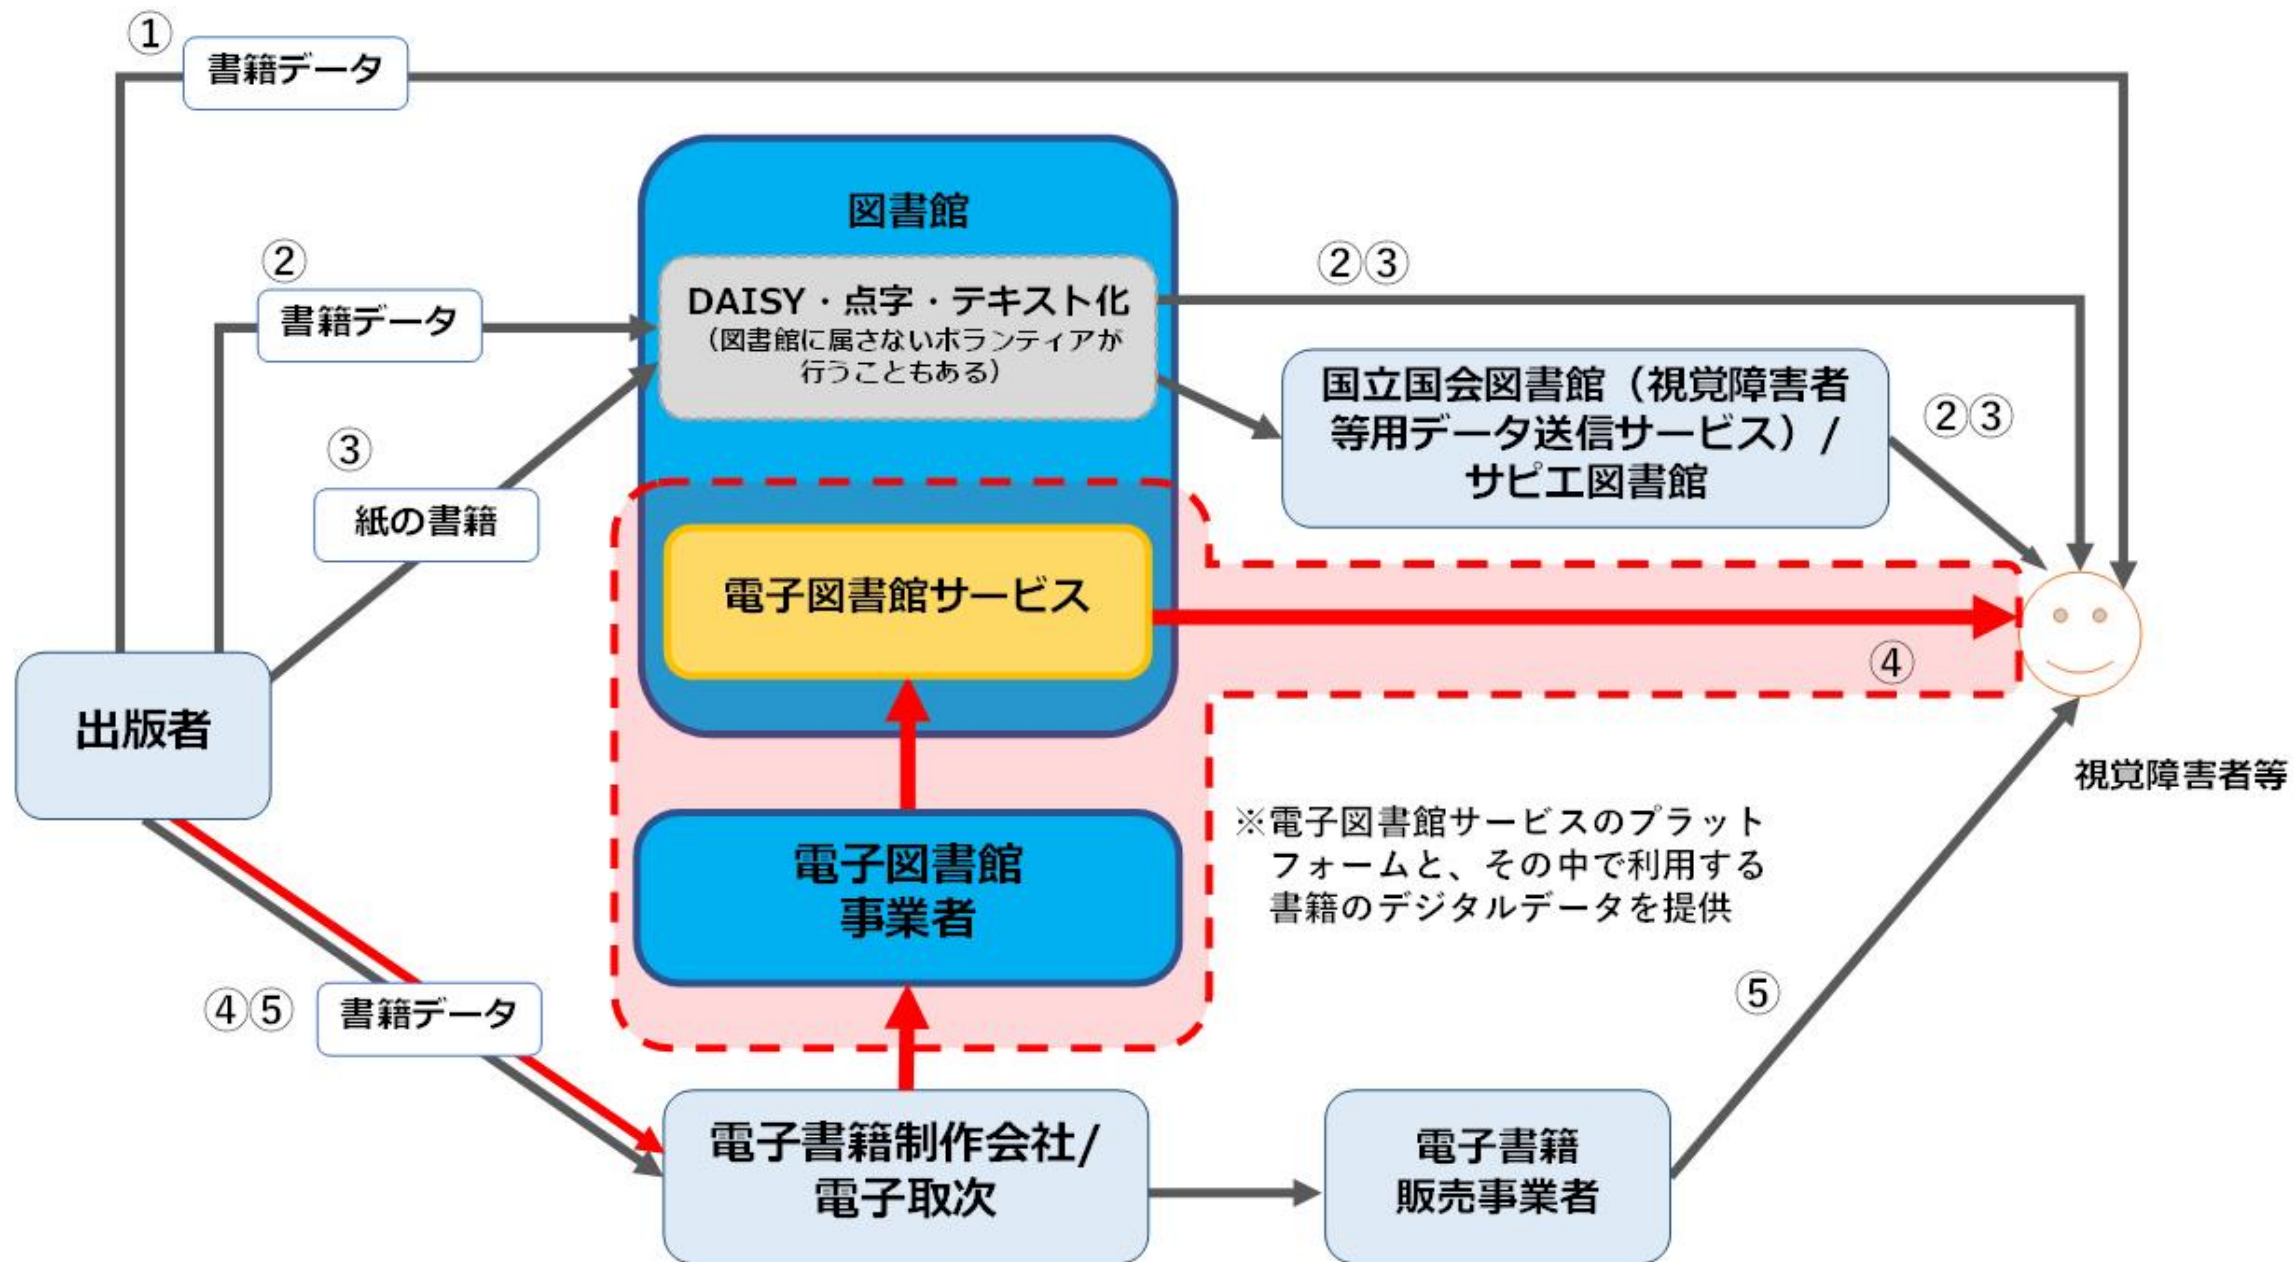 ①
書籍データ
図書館
②
書籍データ
DAISY・点字・テキスト化
（図書館に属さないボランティアが
行うこともある）
②③
国立国会図書館（視覚障害者
等用データ送信サービス）/
サピエ図書館
②③
③
紙の書籍
電子図書館サービス
④
出版者
視覚障害者等
電子図書館
事業者
※電子図書館サービスのプラット
フォームと、その中で利用する
書籍のデジタルデータを提供
④⑤
書籍データ
⑤
電子書籍制作会社/
電子取次
電子書籍
販売事業者